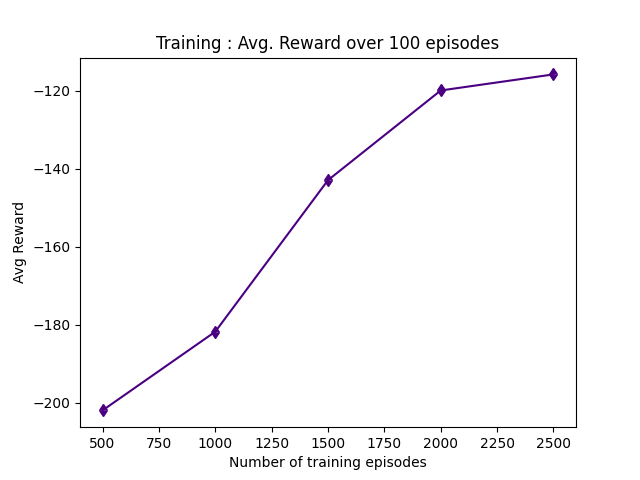 Training : Avg. Reward over 100 episodes
−120
−140
−160
−180
−200
Avg Reward
500 750 1000 1250 1500 1750 2000 2250 2500
Number of training episodes